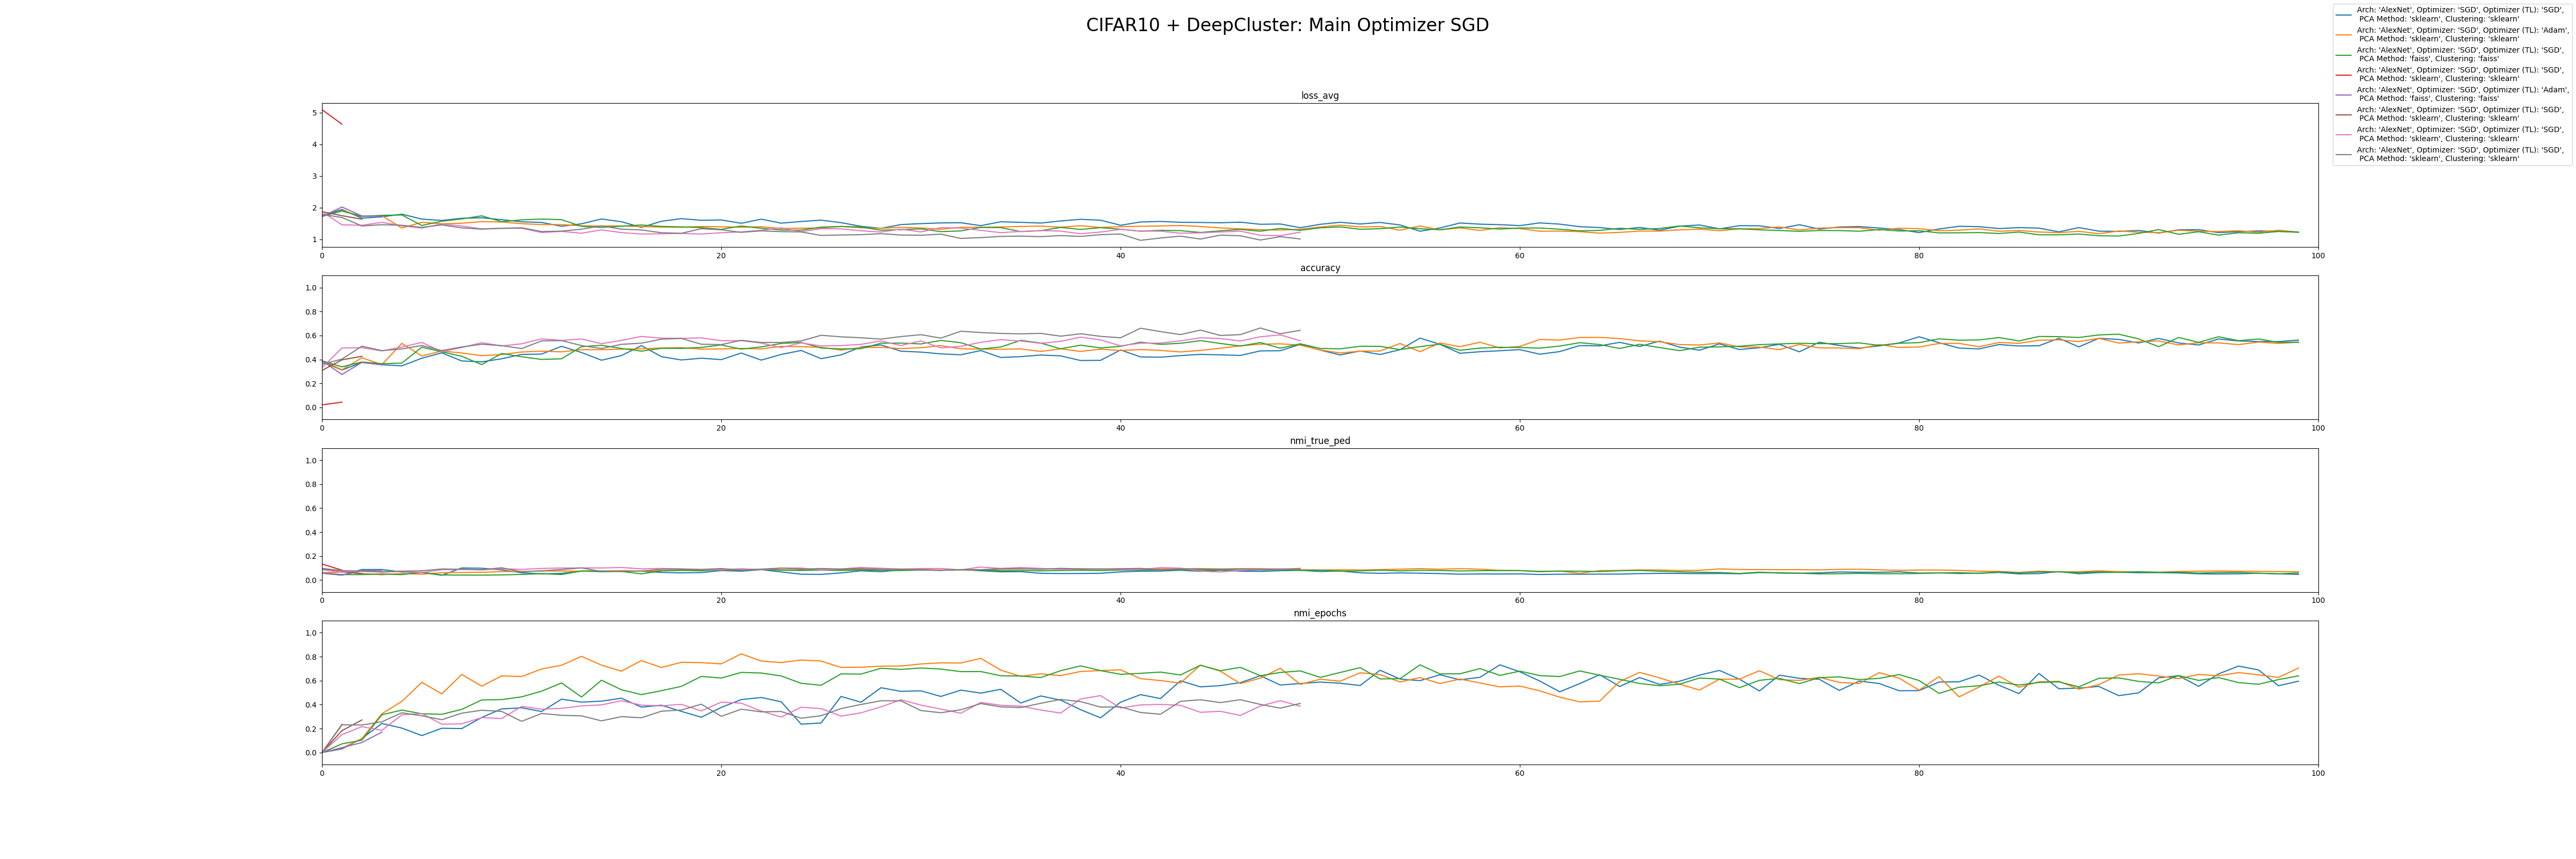 CIFAR10 + DeepCluster: Main Optimizer SGD
Arch: 'AlexNet', Optimizer: 'SGD', Optimizer (TL): 'SGD',
PCA Method: 'sklearn', Clustering: 'sklearn'
Arch: 'AlexNet', Optimizer: 'SGD', Optimizer (TL): 'Adam',
PCA Method: 'sklearn', Clustering: 'sklearn'
Arch: 'AlexNet', Optimizer: 'SGD', Optimizer (TL): 'SGD',
PCA Method: 'faiss', Clustering: 'faiss'
Arch: 'AlexNet', Optimizer: 'SGD', Optimizer (TL): 'SGD',
PCA Method: 'sklearn', Clustering: 'sklearn'
Arch: 'AlexNet', Optimizer: 'SGD', Optimizer (TL): 'Adam',
PCA Method: 'faiss', Clustering: 'faiss'
Arch: 'AlexNet', Optimizer: 'SGD', Optimizer (TL): 'SGD',
PCA Method: 'sklearn', Clustering: 'sklearn'
Arch: 'AlexNet', Optimizer: 'SGD', Optimizer (TL): 'SGD',
PCA Method: 'sklearn', Clustering: 'sklearn'
Arch: 'AlexNet', Optimizer: 'SGD', Optimizer (TL): 'SGD',
PCA Method: 'sklearn', Clustering: 'sklearn'
loss_avg
5
4
3
2
1
0 20 40 60 80 100
accuracy
1.0
0.8
0.6
0.4
0.2
0.0
0 20 40 60 80 100
nmi_true_ped
1.0
0.8
0.6
0.4
0.2
0.0
0 20 40 60 80 100
nmi_epochs
1.0
0.8
0.6
0.4
0.2
0.0
0 20 40 60 80 100